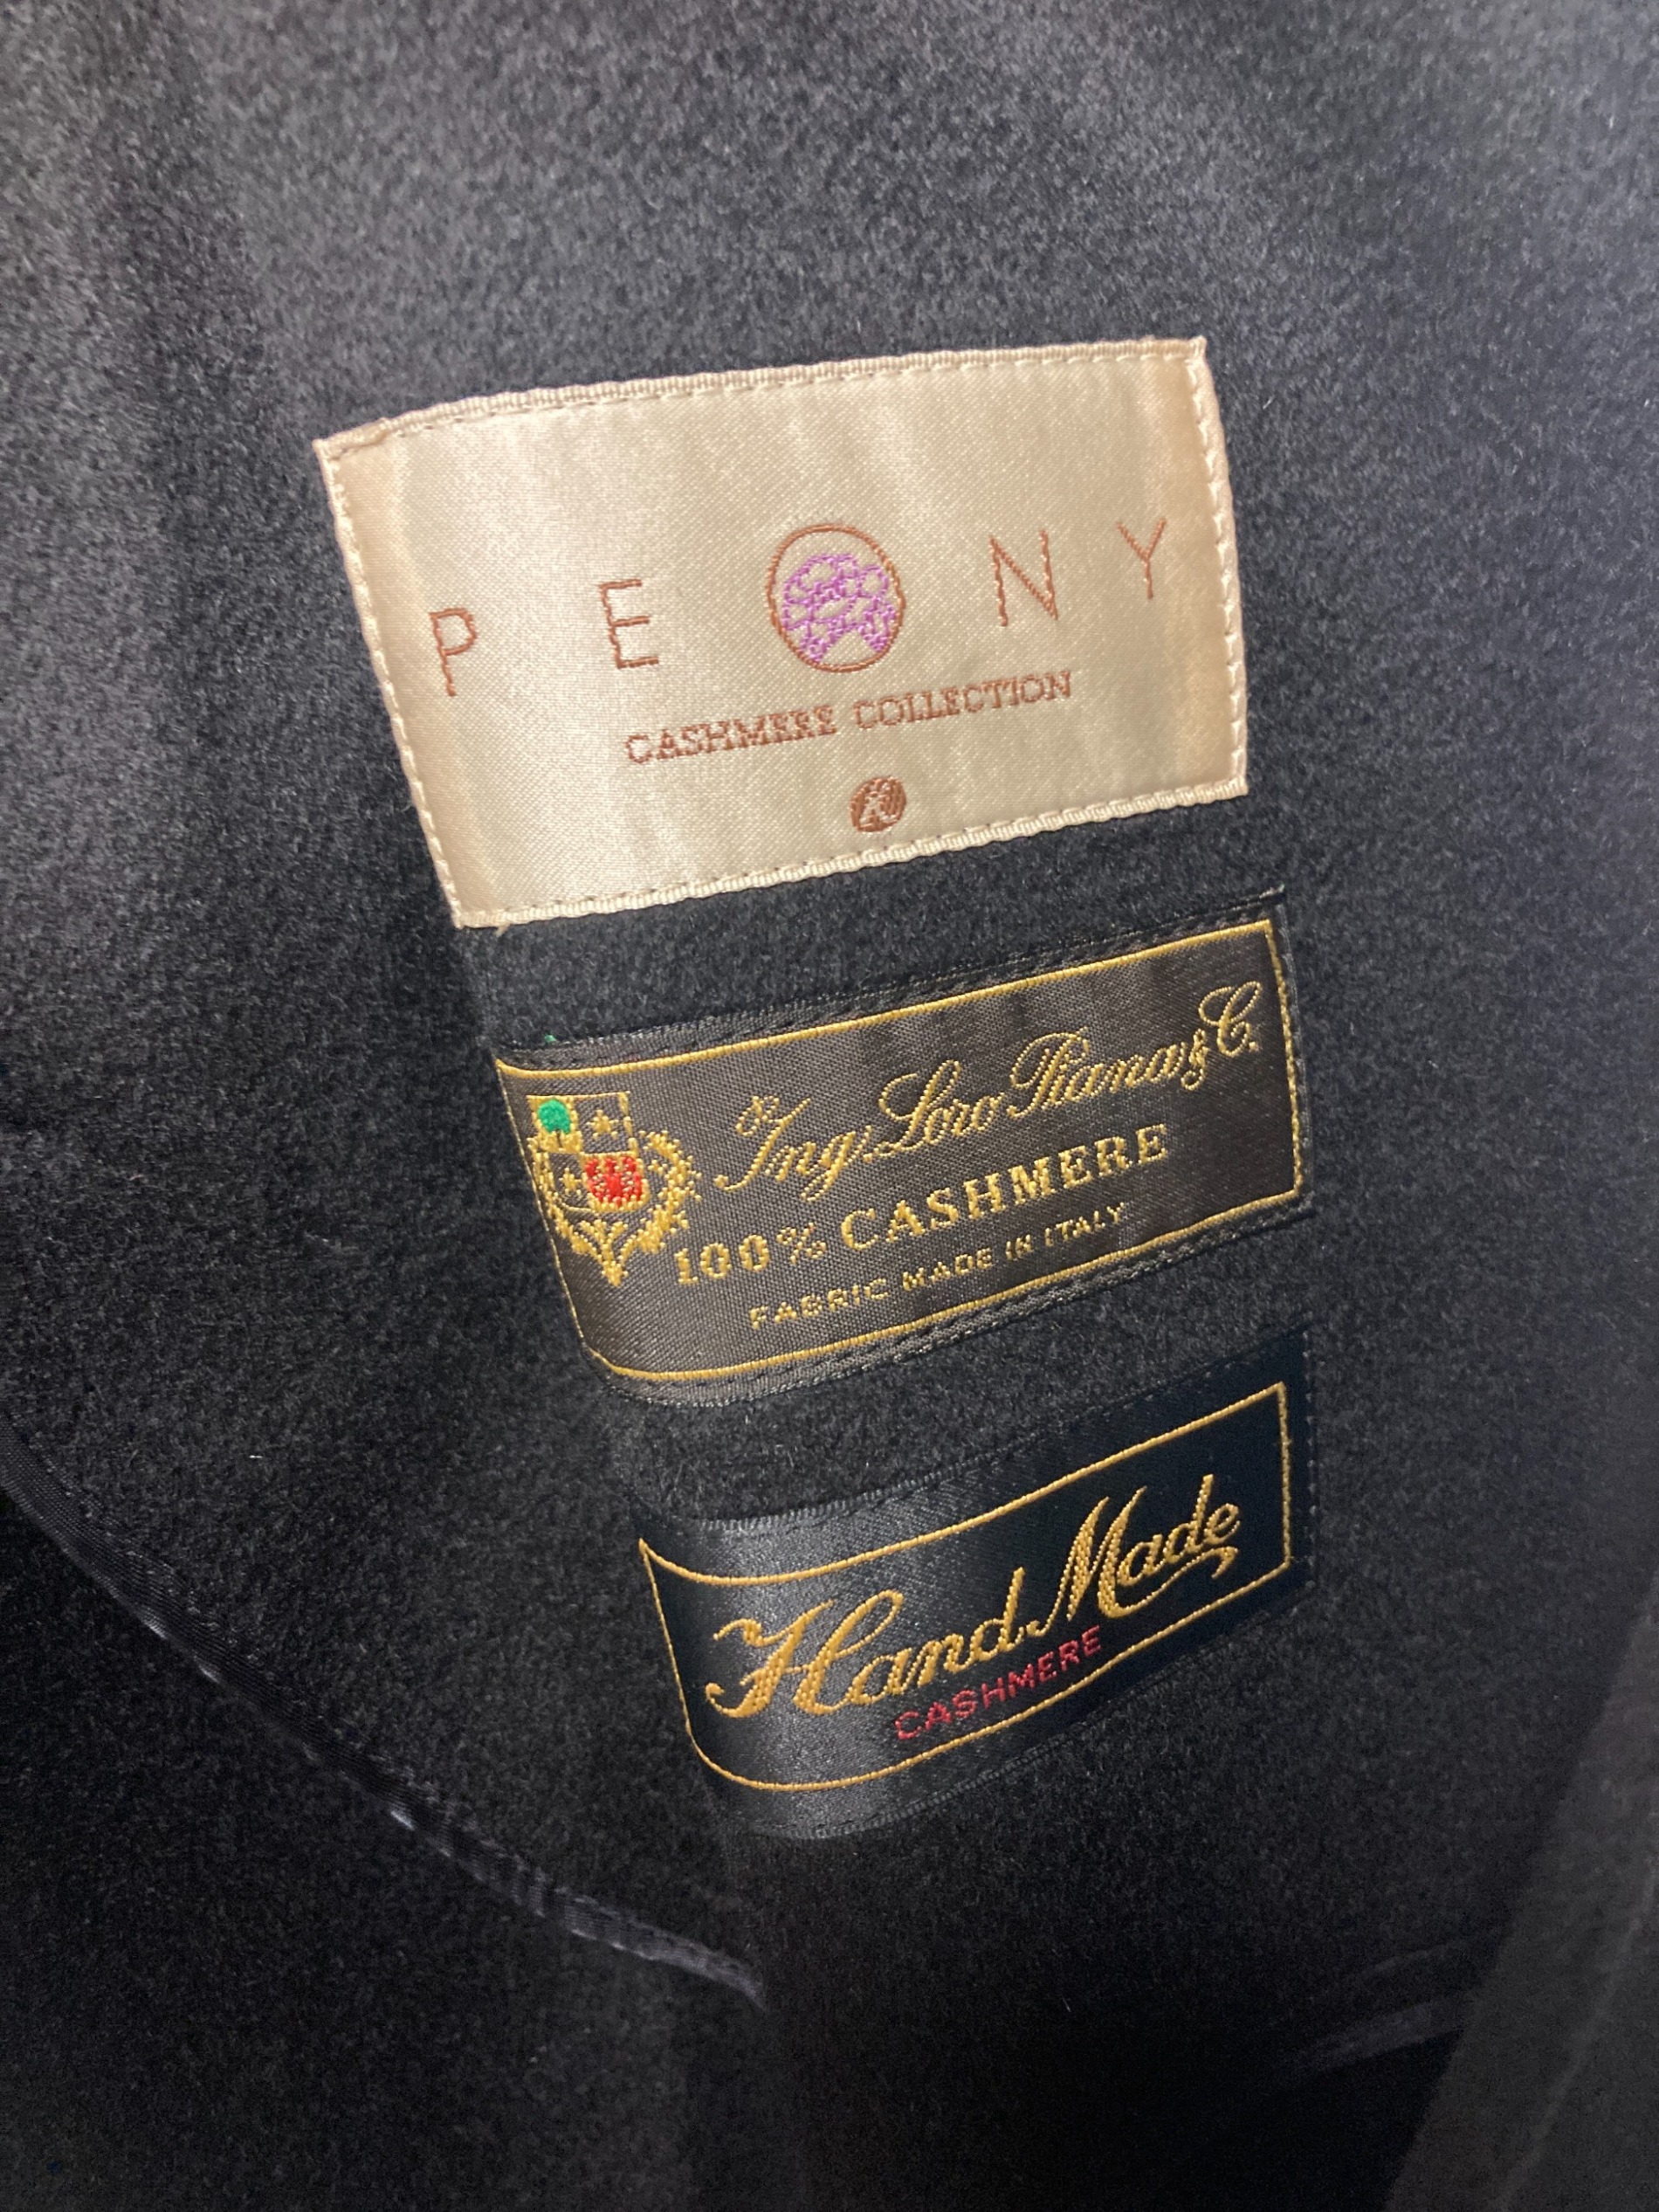 PEONY
CASHMERE COLLECTION
Ing. Loro Piana & C.
100% CASHMERE
FABRIC MADE IN ITALY
Hand Made
CASHMERE